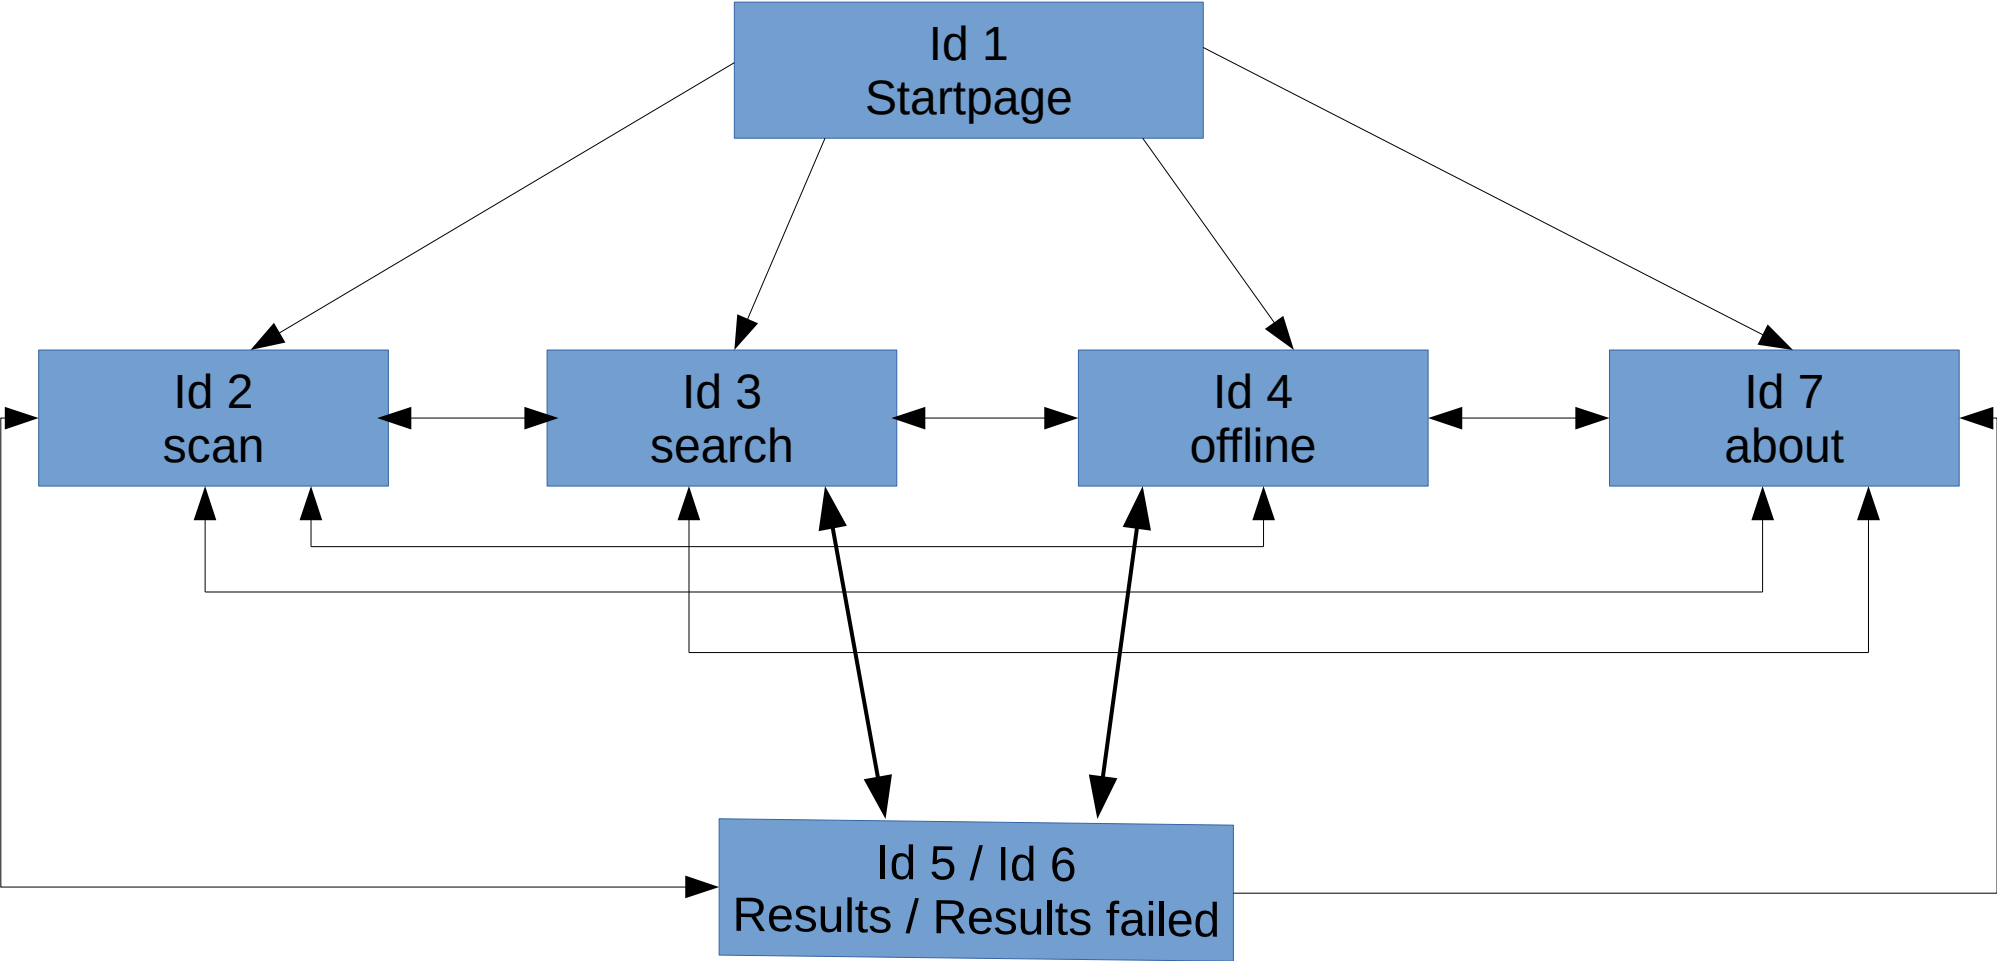 Id 1
Startpage
Id 2
scan
Id 3
search
Id 4
offline
Id 7
about
Id 5 / Id 6
Results / Results failed